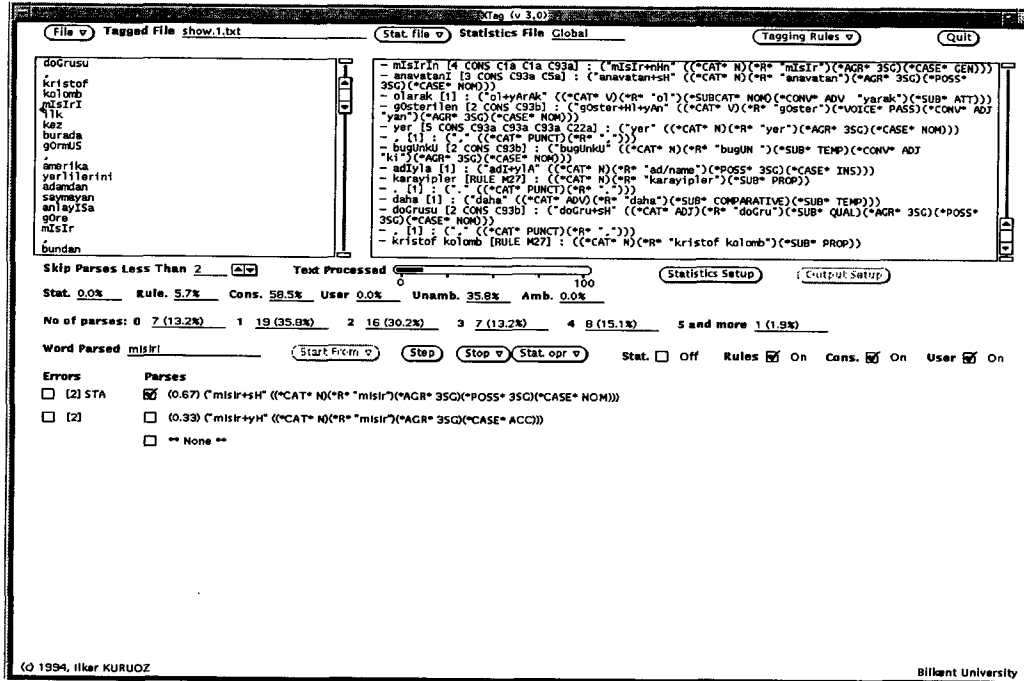 XTag (v 3.0)
File Tagged File show.1.txt Stat. file Statistics File Global Tagging Rules Quit
doGrusu
,
kristof
kolomb
mIsIrI
ilk
kez
burada
gOrmUS
,
amerika
yerlilerini
adamdan
saymayan
anlayISa
gOre
mIsIr
,
bundan
- mIsIrIn [4 CONS C1a C1a C93a] : ("mIsIr+nHn" ((*CAT* N)(*R* "mIsIr")(*AGR* 3SG)(*CASE* GEN)))
- anavatanI [3 CONS C93a C5a] : ("anavatan+sH" ((*CAT* N)(*R* "anavatan")(*AGR* 3SG)(*POSS*
3SG)(*CASE* NOM)))
- olarak [1] : ("ol+yArAk" ((*CAT* V)(*R* "ol")(*SUBCAT* NOM)(*CONV* ADV "yarak")(*SUB* ATT)))
- gOsterilen [2 CONS C93b] : ("gOster+Hl+yAn" ((*CAT* V)(*R* "gOster")(*VOICE* PASS)(*CONV* ADJ
"yan")(*AGR* 3SG)(*CASE* NOM)))
- yer [5 CONS C93a C93a C93a C22a] : ("yer" ((*CAT* N)(*R* "yer")(*AGR* 3SG)(*CASE* NOM)))
- , [1] : ("," ((*CAT* PUNCT)(*R* ",")))
- bugUnkU [2 CONS C93b] : ("bugUnkU" ((*CAT* N)(*R* "bugUN ")(*SUB* TEMP)(*CONV* ADJ
"ki")(*AGR* 3SG)(*CASE* NOM)))
- adIyla [1] : ("adI+ylA" ((*CAT* N)(*R* "ad/name")(*POSS* 3SG)(*CASE* INS)))
- karayipler [RULE M27] : ((*CAT* N)(*R* "karayipler")(*SUB* PROP))
- . [1] : ("." ((*CAT* PUNCT)(*R* ".")))
- daha [1] : ("daha" ((*CAT* ADV)(*R* "daha")(*SUB* COMPARATIVE)(*SUB* TEMP)))
- doGrusu [2 CONS C93b] : ("doGru+sH" ((*CAT* ADJ)(*R* "doGru")(*SUB* QUAL)(*AGR* 3SG)(*POSS*
3SG)(*CASE* NOM)))
- , [1] : ("," ((*CAT* PUNCT)(*R* ",")))
- kristof kolomb [RULE M27] : ((*CAT* N)(*R* "kristof kolomb")(*SUB* PROP))
Skip Parses Less Than 2 Text Processed 0 100 Statistics Setup Output Setup
Stat. 0.0% Rule. 5.7% Cons. 58.5% User 0.0% Unamb. 35.8% Amb. 0.0%
No of parses: 0 7 (13.2%) 1 19 (35.8%) 2 16 (30.2%) 3 7 (13.2%) 4 8 (15.1%) 5 and more 1 (1.9%)
Word Parsed misiri Start From Step Stop Stat. opr Stat. Off Rules On Cons. On User On
Errors Parses
[2] STA (0.67) ("misir+sH" ((*CAT* N)(*R* "misir")(*AGR* 3SG)(*POSS* 3SG)(*CASE* NOM)))
[2] (0.33) ("misir+yH" ((*CAT* N)(*R* "misir")(*AGR* 3SG)(*CASE* ACC)))
** None **
(c) 1994, Ilker KURUOZ Bilkent University